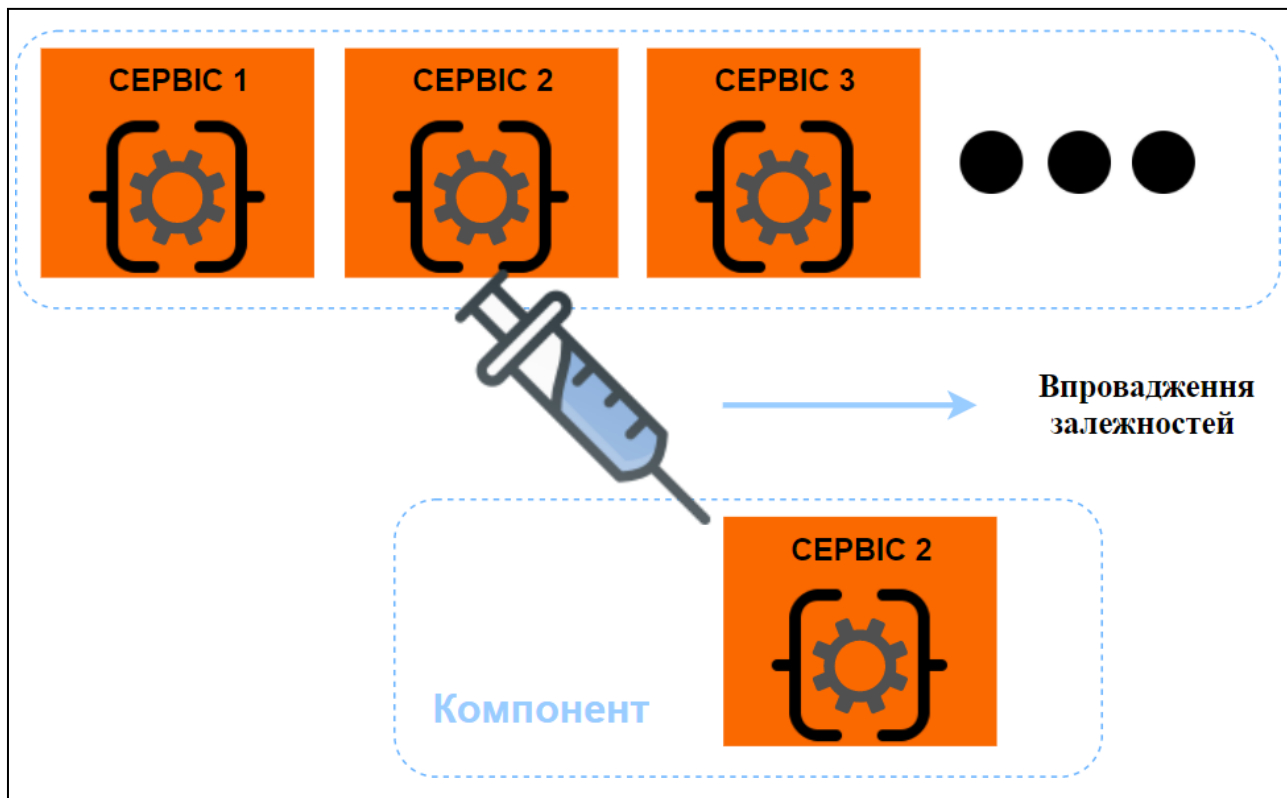 СЕРВІС 1
СЕРВІС 2
СЕРВІС 3
Впровадження
залежностей
СЕРВІС 2
Компонент